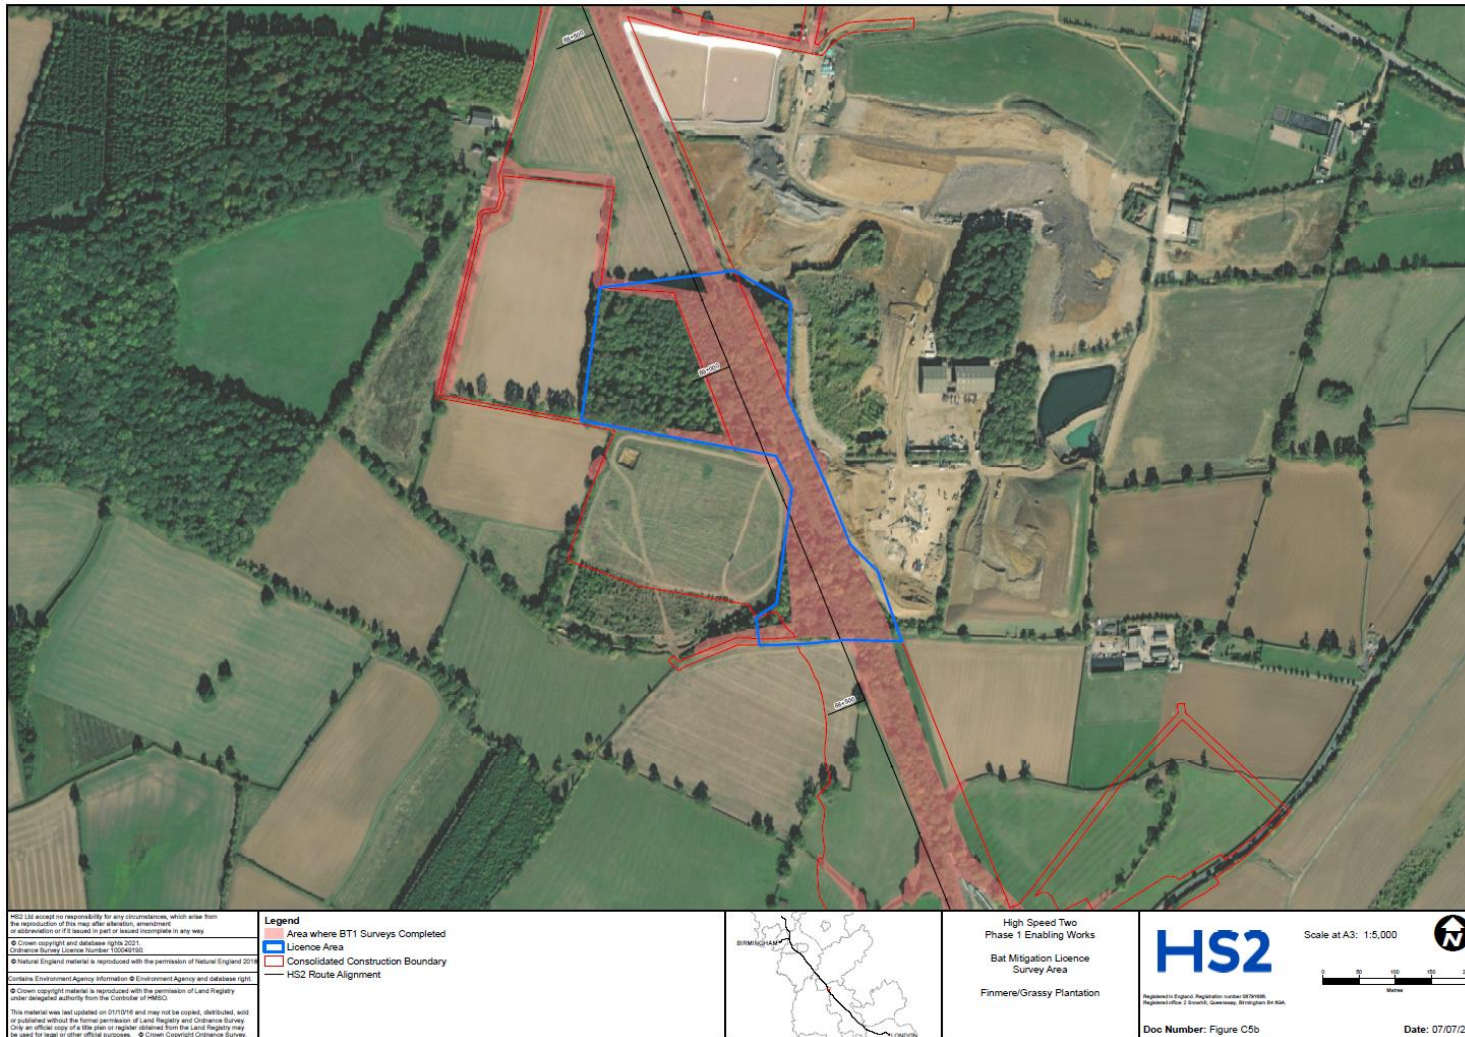 HS2 Ltd accept no responsibility for any circumstances, which arise from
the reproduction of this map after alteration, amendment
or abbreviation or if it issued in part or issued incomplete in any way.
© Crown copyright and database rights 2021.
Ordnance Survey Licence Number 100049190.
© Natural England material is reproduced with the permission of Natural England 2016
Contains Environment Agency information © Environment Agency and database right.
© Crown copyright material is reproduced with the permission of Land Registry
under delegated authority from the Controller of HMSO.
This material was last updated on 01/10/16 and may not be copied, distributed, sold
or published without the formal permission of Land Registry and Ordnance Survey.
Only an official copy of a title plan or register obtained from the Land Registry may
be used for legal or other official purposes. © Crown Copyright Ordnance Survey.
Legend
Area where BT1 Surveys Completed
Licence Area
Consolidated Construction Boundary
HS2 Route Alignment
BIRMINGHAM
LONDON
High Speed Two
Phase 1 Enabling Works
Bat Mitigation Licence
Survey Area
Finmere/Grassy Plantation
HS2
Scale at A3: 1:5,000
N
0 50 100 150
Metres
Doc Number: Figure C5b
Date: 07/07/2